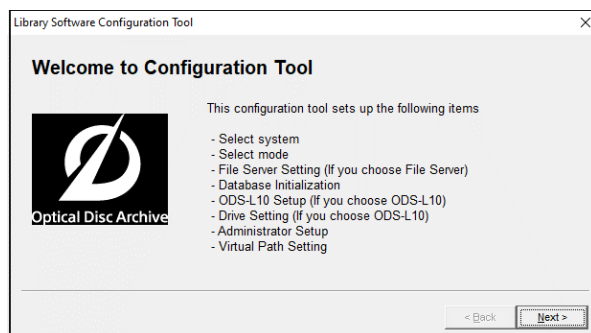 Library Software Configuration Tool
Welcome to Configuration Tool
This configuration tool sets up the following items
- Select system
- Select mode
- File Server Setting (If you choose File Server)
- Database Initialization
- ODS-L10 Setup (If you choose ODS-L10)
- Drive Setting (If you choose ODS-L10)
- Administrator Setup
- Virtual Path Setting
Optical Disc Archive
< Back
Next >